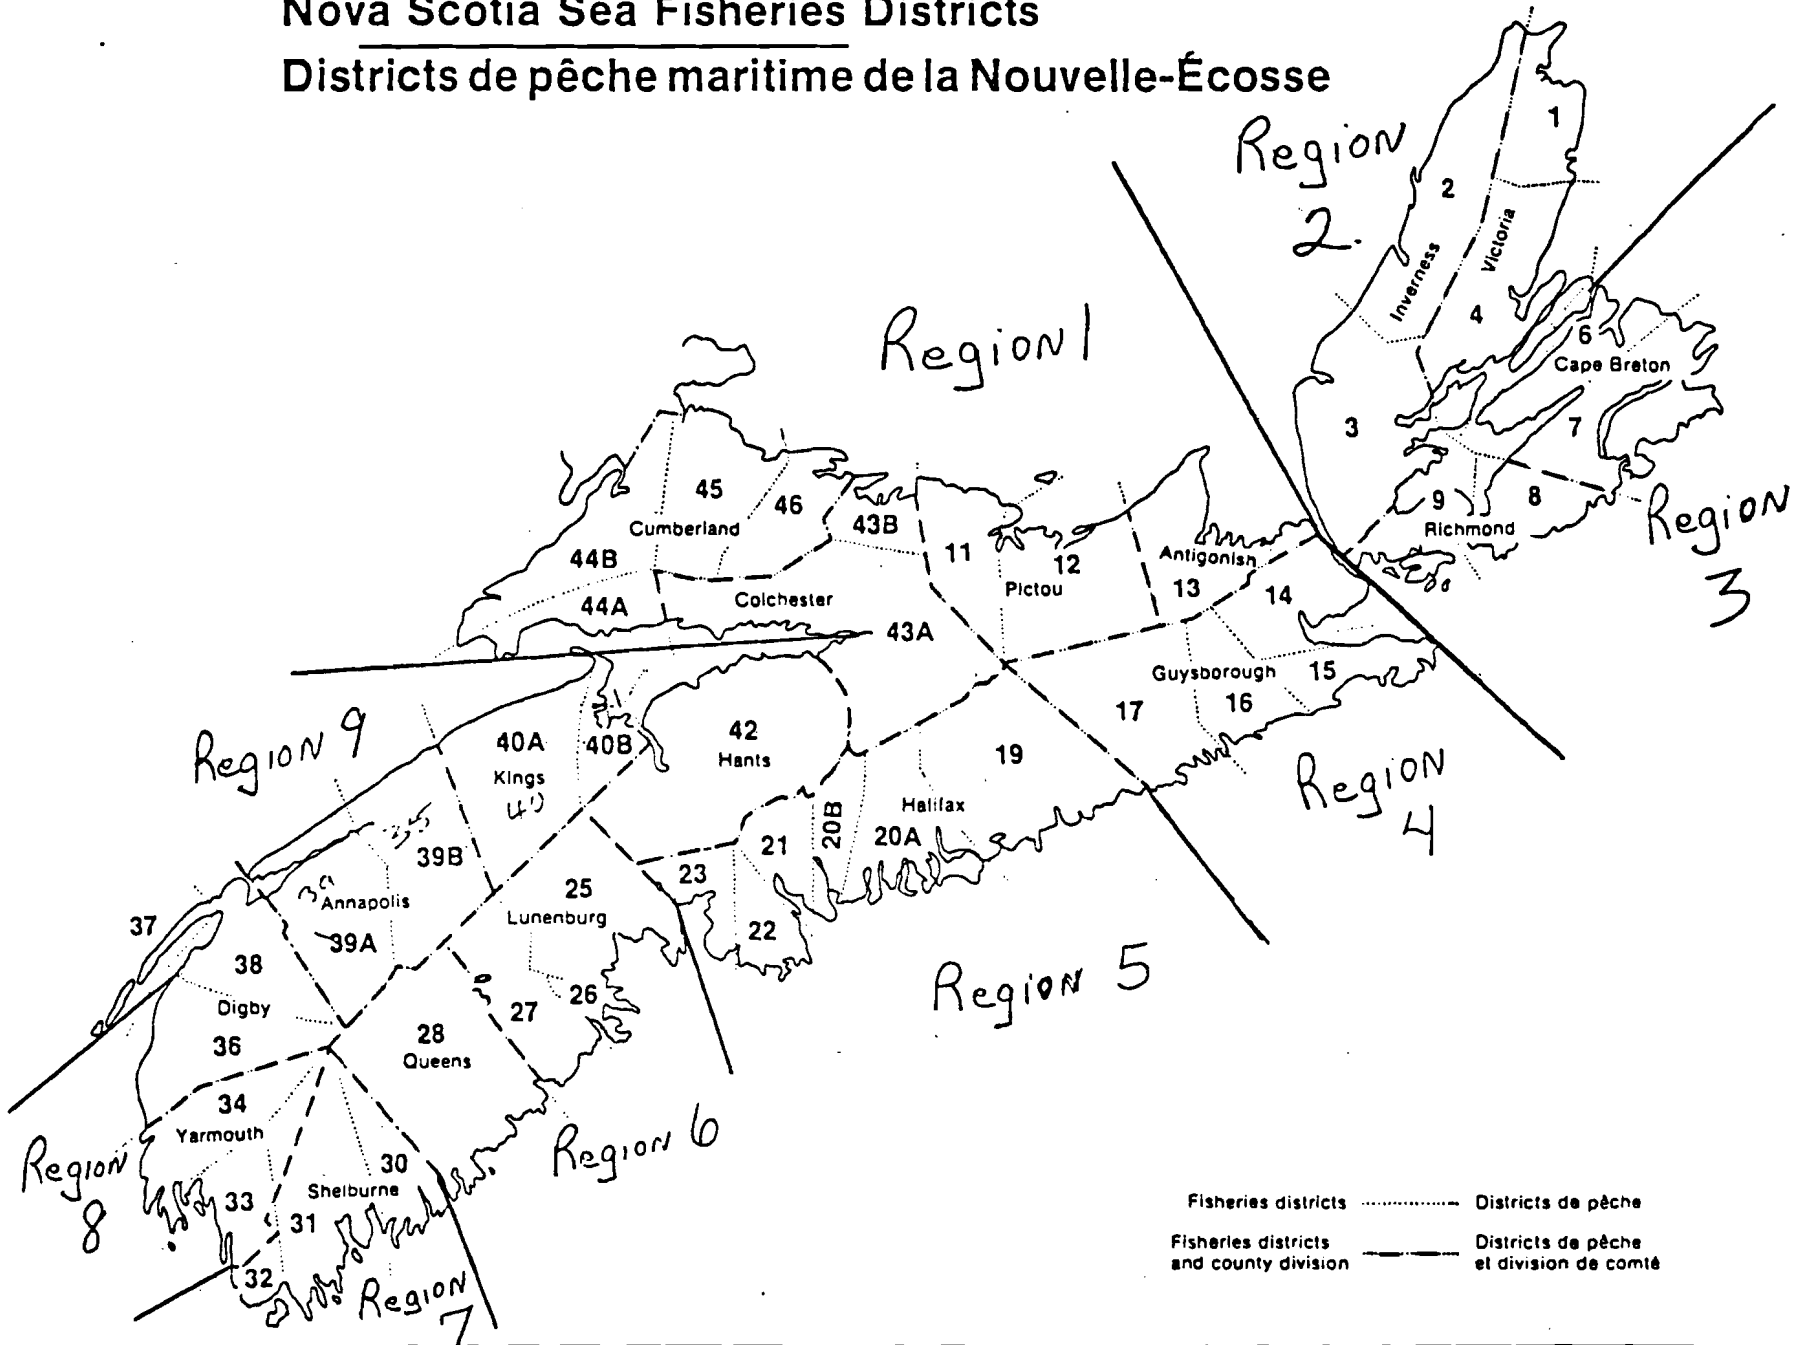 Nova Scotia Sea Fisheries Districts
Districts de pêche maritime de la Nouvelle-Écosse
Region
2.
1
2
Inverness
Victoria
4
6
Cape Breton
3
7
9
8
Richmond
Region
3
Region 1
45
46
Cumberland
43B
44B
44A
Colchester
43A
11
12
Pictou
Antigonish
13
14
Guysborough
15
16
17
Region
4
Region 9
40A
40B
Kings
42
Hants
19
Halifax
20B
20A
21
39B
23
22
25
Lunenburg
37
39
Annapolis
39A
38
Digby
36
26
27
28
Queens
Region 5
34
Yarmouth
Region 6
Region
8
30
Shelburne
33
31
32
Region
7
Fisheries districts
Districts de pêche
Fisheries districts
and county division
Districts de pêche
et division de comté